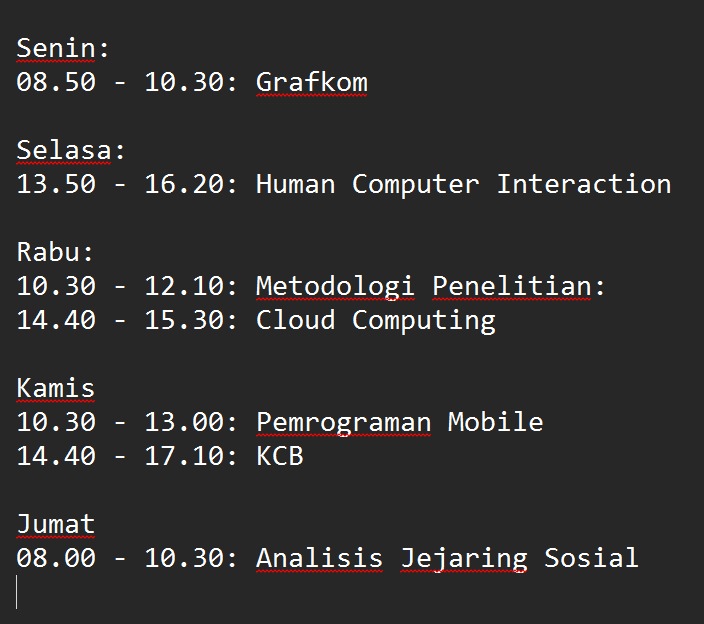 Senin:
08.50 - 10.30: Grafkom
Selasa:
13.50 - 16.20: Human Computer Interaction
Rabu:
10.30 - 12.10: Metodologi Penelitian:
14.40 - 15.30: Cloud Computing
Kamis
10.30 - 13.00: Pemrograman Mobile
14.40 - 17.10: KCB
Jumat
08.00 - 10.30: Analisis Jejaring Sosial